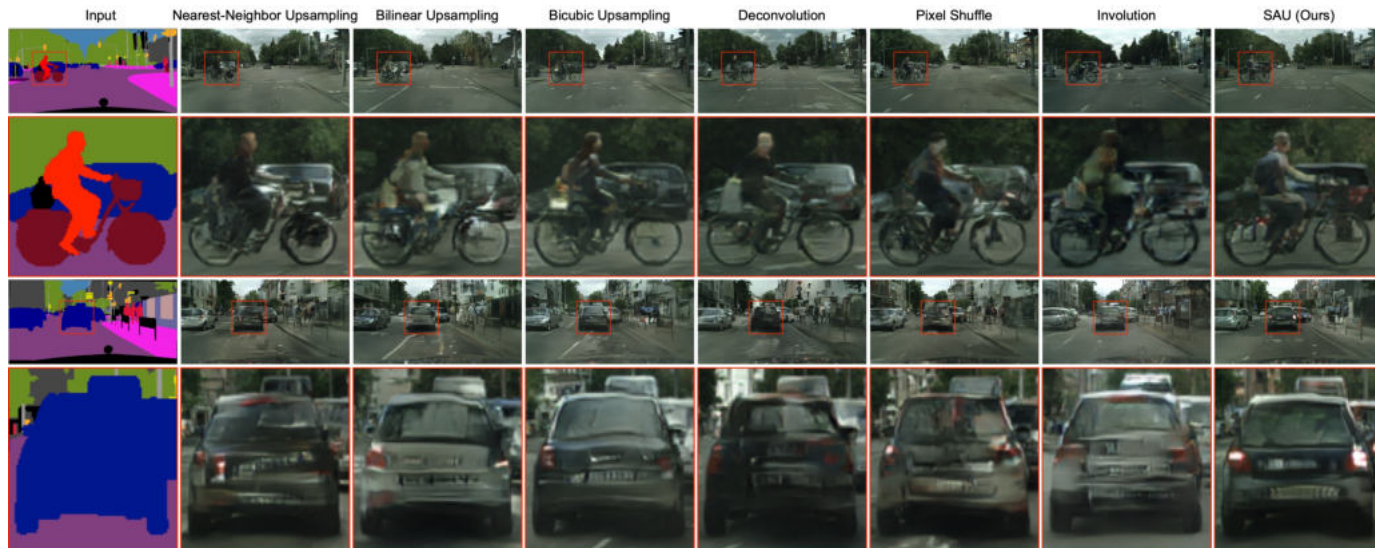 Input Nearest-Neighbor Upsampling Bilinear Upsampling Bicubic Upsampling Deconvolution Pixel Shuffle Involution SAU (Ours)